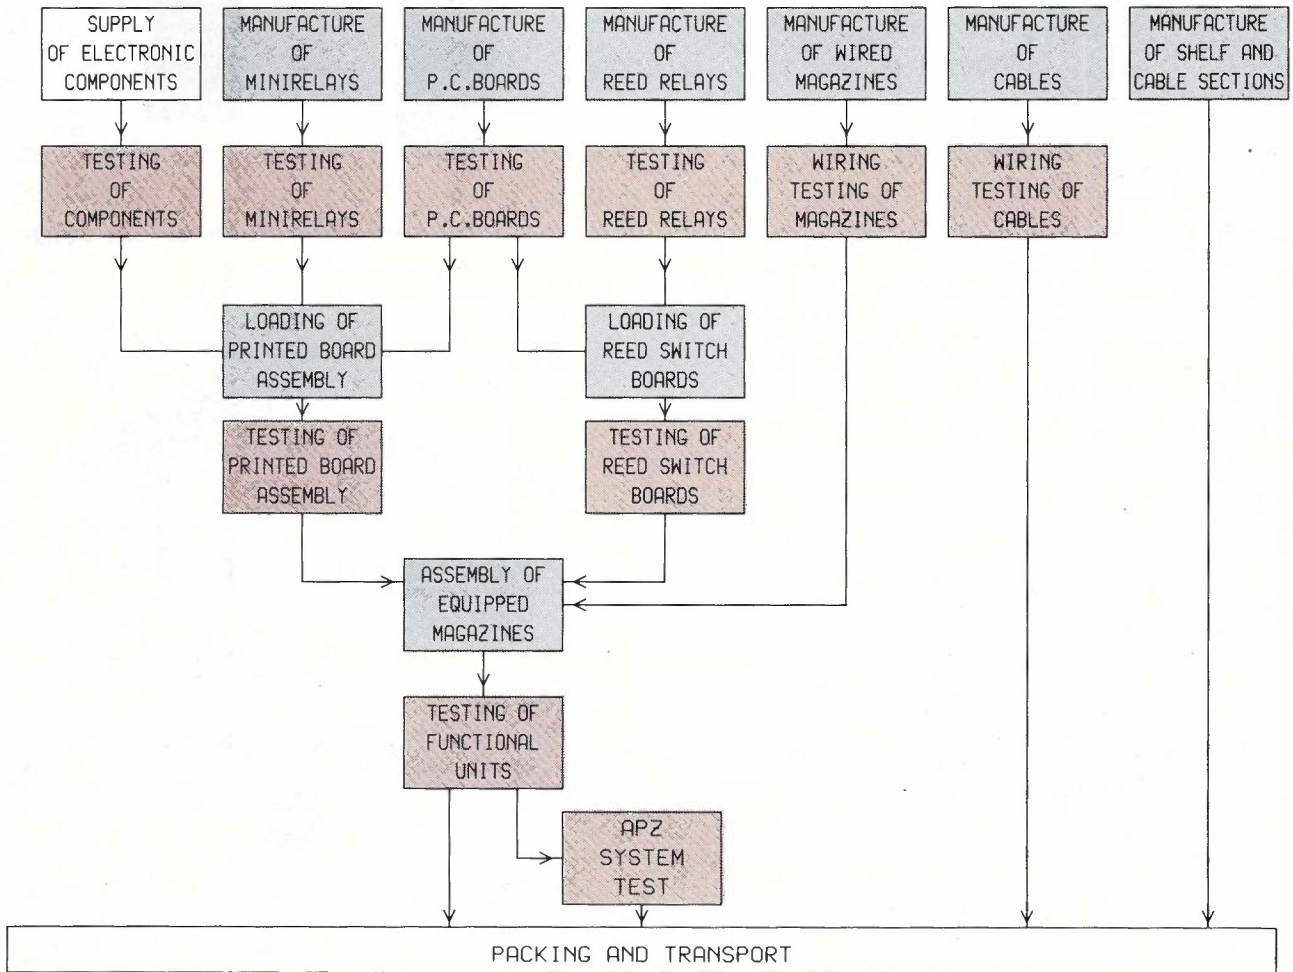 SUPPLY
OF ELECTRONIC
COMPONENTS
MANUFACTURE
OF
MINIRELAYS
MANUFACTURE
OF
P.C.BOARDS
MANUFACTURE
OF
REED RELAYS
MANUFACTURE
OF WIRED
MAGAZINES
MANUFACTURE
OF
CABLES
MANUFACTURE
OF SHELF AND
CABLE SECTIONS
TESTING
OF
COMPONENTS
TESTING
OF
MINIRELAYS
TESTING
OF
P.C.BOARDS
TESTING
OF
REED RELAYS
WIRING
TESTING OF
MAGAZINES
WIRING
TESTING OF
CABLES
LOADING OF
PRINTED BOARD
ASSEMBLY
LOADING OF
REED SWITCH
BOARDS
TESTING OF
PRINTED BOARD
ASSEMBLY
TESTING OF
REED SWITCH
BOARDS
ASSEMBLY OF
EQUIPPED
MAGAZINES
TESTING OF
FUNCTIONAL
UNITS
APZ
SYSTEM
TEST
PACKING AND TRANSPORT